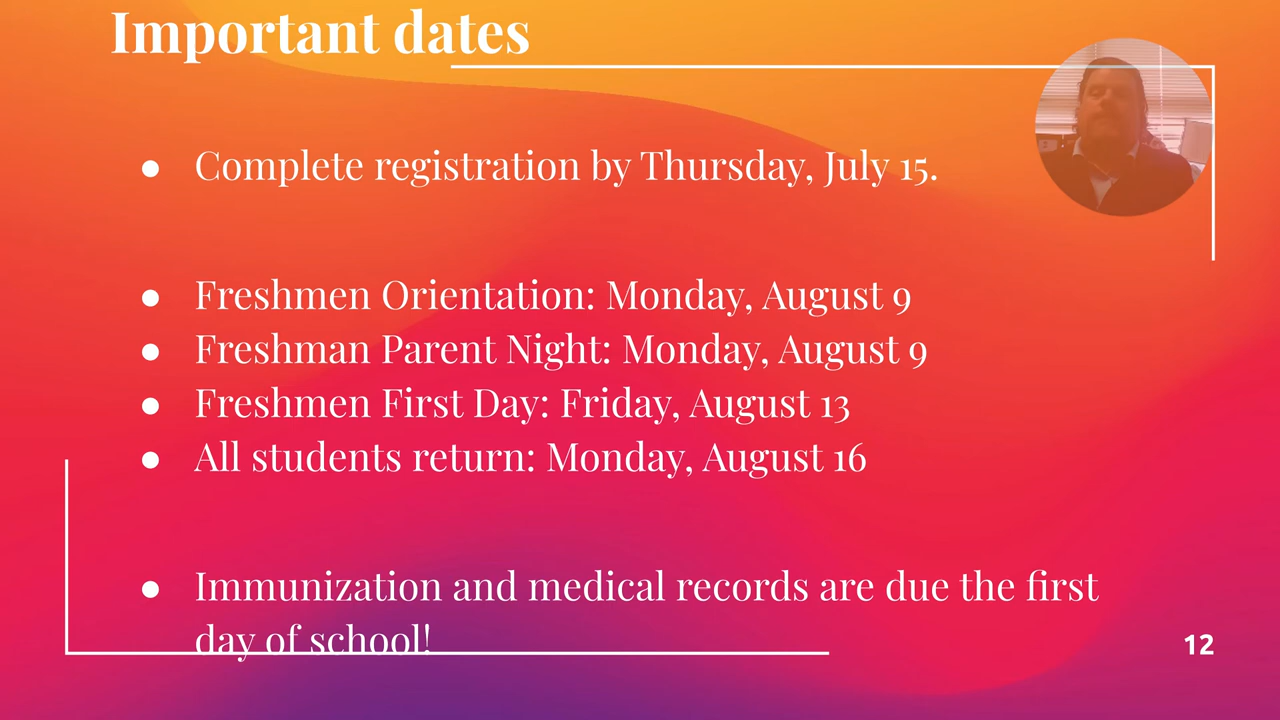 Important dates
● Complete registration by Thursday, July 15.
● Freshmen Orientation: Monday, August 9
● Freshman Parent Night: Monday, August 9
● Freshmen First Day: Friday, August 13
● All students return: Monday, August 16
● Immunization and medical records are due the first
day of school!
12